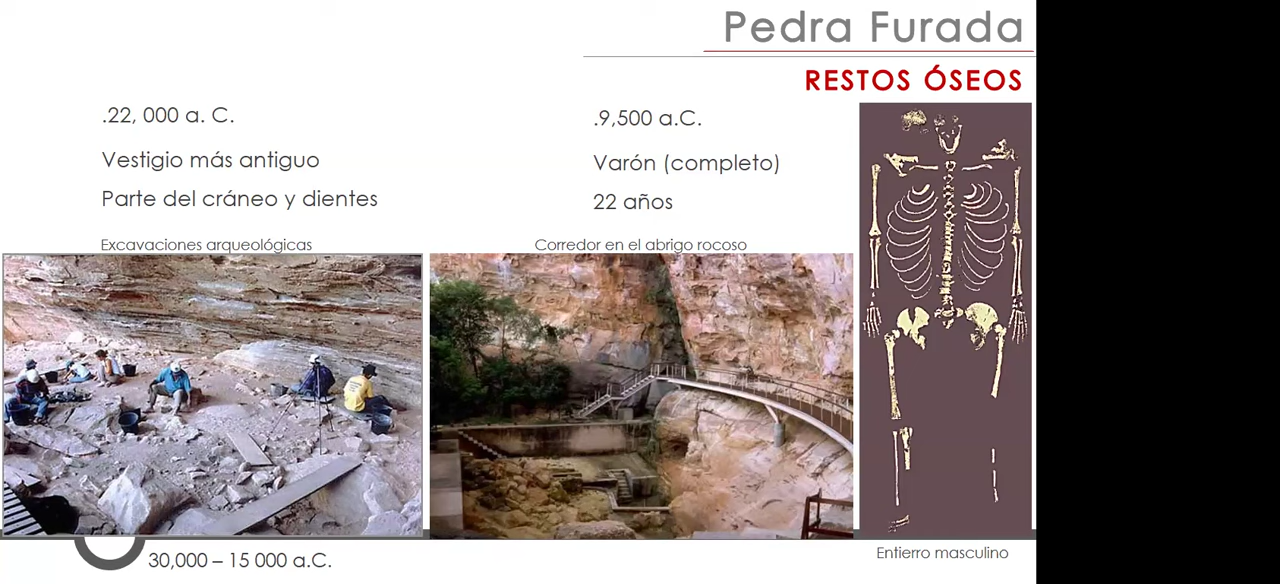 Pedra Furada
RESTOS ÓSEOS
.22, 000 a. C.
Vestigio más antiguo
Parte del cráneo y dientes
.9,500 a.C.
Varón (completo)
22 años
Excavaciones arqueológicas
Corredor en el abrigo rocoso
30,000 – 15 000 a.C.
Entierro masculino